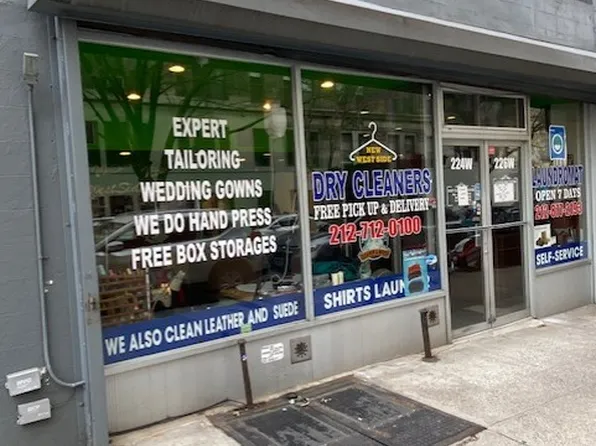 EXPERT
TAILORING
WEDDING GOWNS
WE DO HAND PRESS
FREE BOX STORAGES
WE ALSO CLEAN LEATHER AND SUEDE
NEW
WEST SIDE
DRY CLEANERS
FREE PICK UP & DELIVERY
212-712-0100
SHIRTS LAUN
224W
226W
LAUNDROMAT
OPEN 7 DAYS
SELF-SERVICE